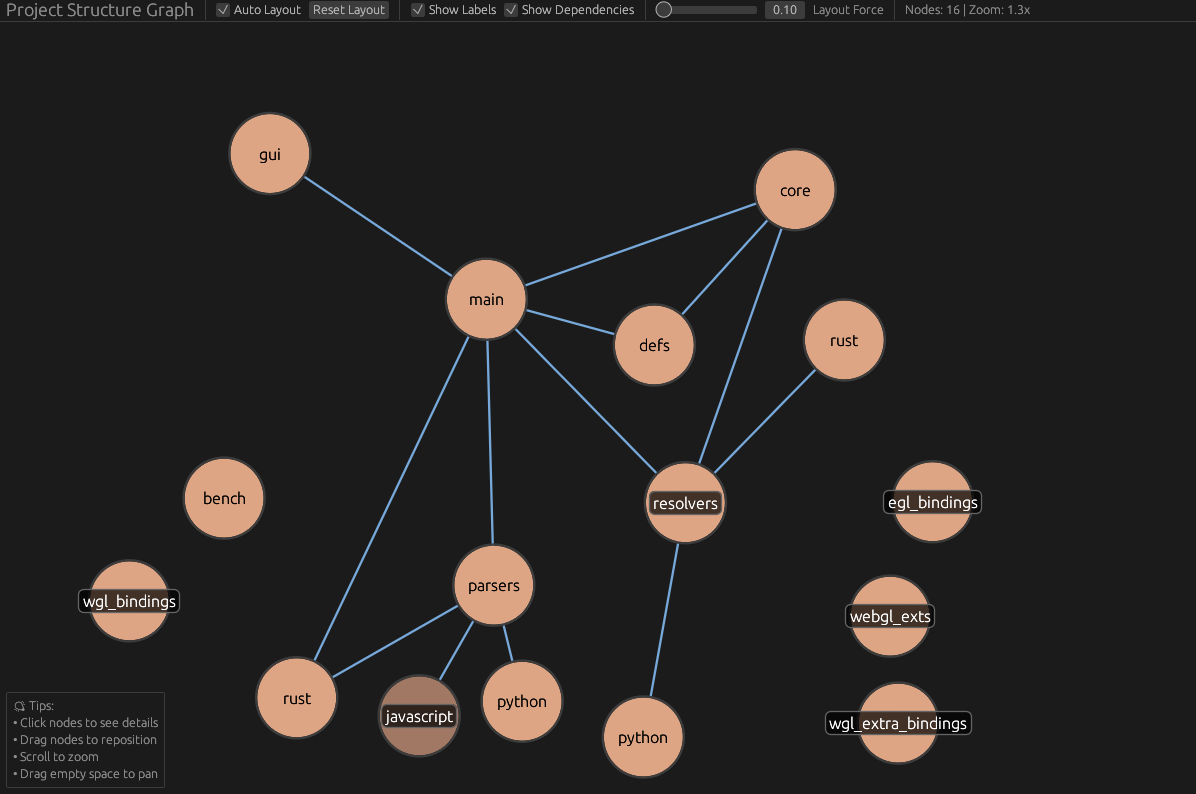 Project Structure Graph
Auto Layout
Reset Layout
Show Labels
Show Dependencies
0.10
Layout Force
Nodes: 16 | Zoom: 1.3x
gui
core
main
defs
rust
bench
resolvers
egl_bindings
parsers
wgl_bindings
webgl_exts
rust
javascript
python
python
wgl_extra_bindings
Tips:
• Click nodes to see details
• Drag nodes to reposition
• Scroll to zoom
• Drag empty space to pan